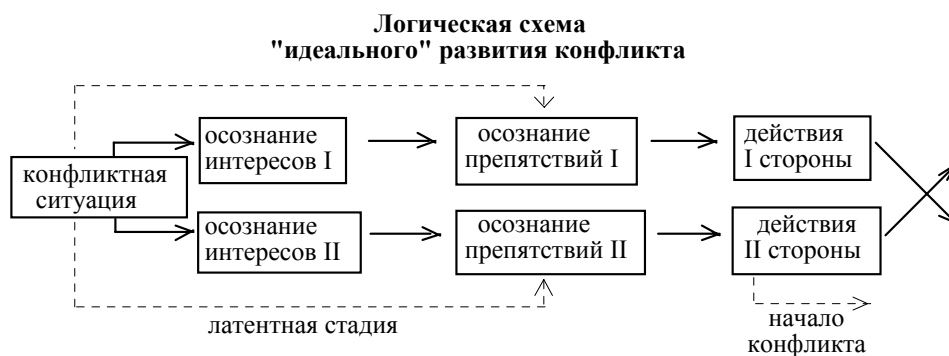 Логическая схема
"идеального" развития конфликта
осознание
интересов I
осознание
препятствий I
действия
I стороны
конфликтная
ситуация
осознание
интересов II
осознание
препятствий II
действия
II стороны
латентная стадия
начало
конфликта